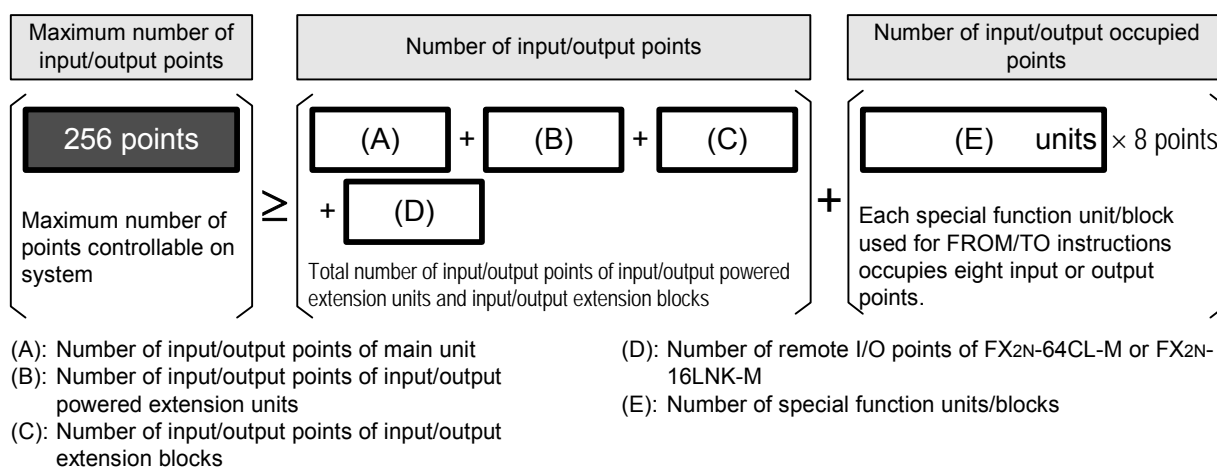 Maximum number of
input/output points
Number of input/output points
Number of input/output occupied
points
256 points
Maximum number of
points controllable on
system
≥
(A) + (B) + (C)
+ (D)
Total number of input/output points of input/output powered
extension units and input/output extension blocks
+
(E) units × 8 points
Each special function unit/block
used for FROM/TO instructions
occupies eight input or output
points.
(A): Number of input/output points of main unit
(B): Number of input/output points of input/output
powered extension units
(C): Number of input/output points of input/output
extension blocks
(D): Number of remote I/O points of FX2N-64CL-M or FX2N-
16LNK-M
(E): Number of special function units/blocks